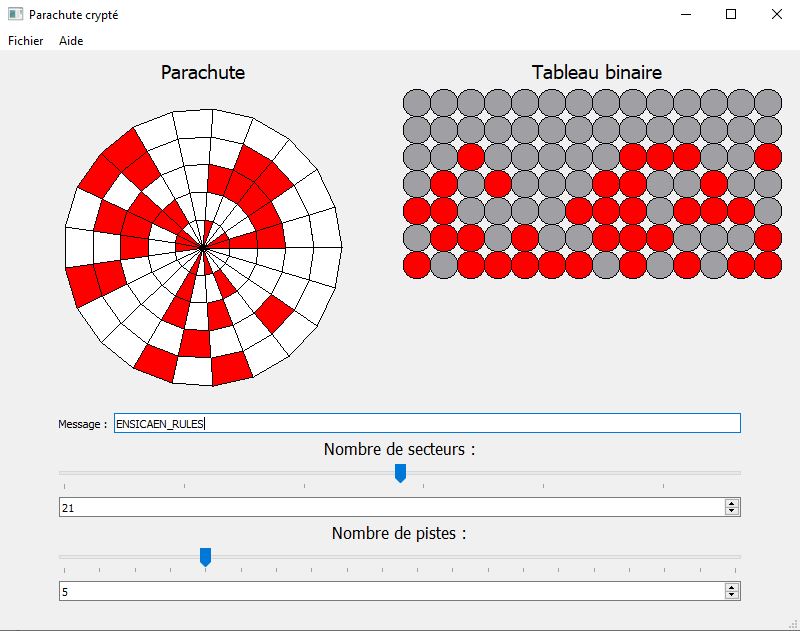 Parachute crypté
Fichier Aide
Parachute
Tableau binaire
Message : ENSICAEN_RULES
Nombre de secteurs :
21
Nombre de pistes :
5